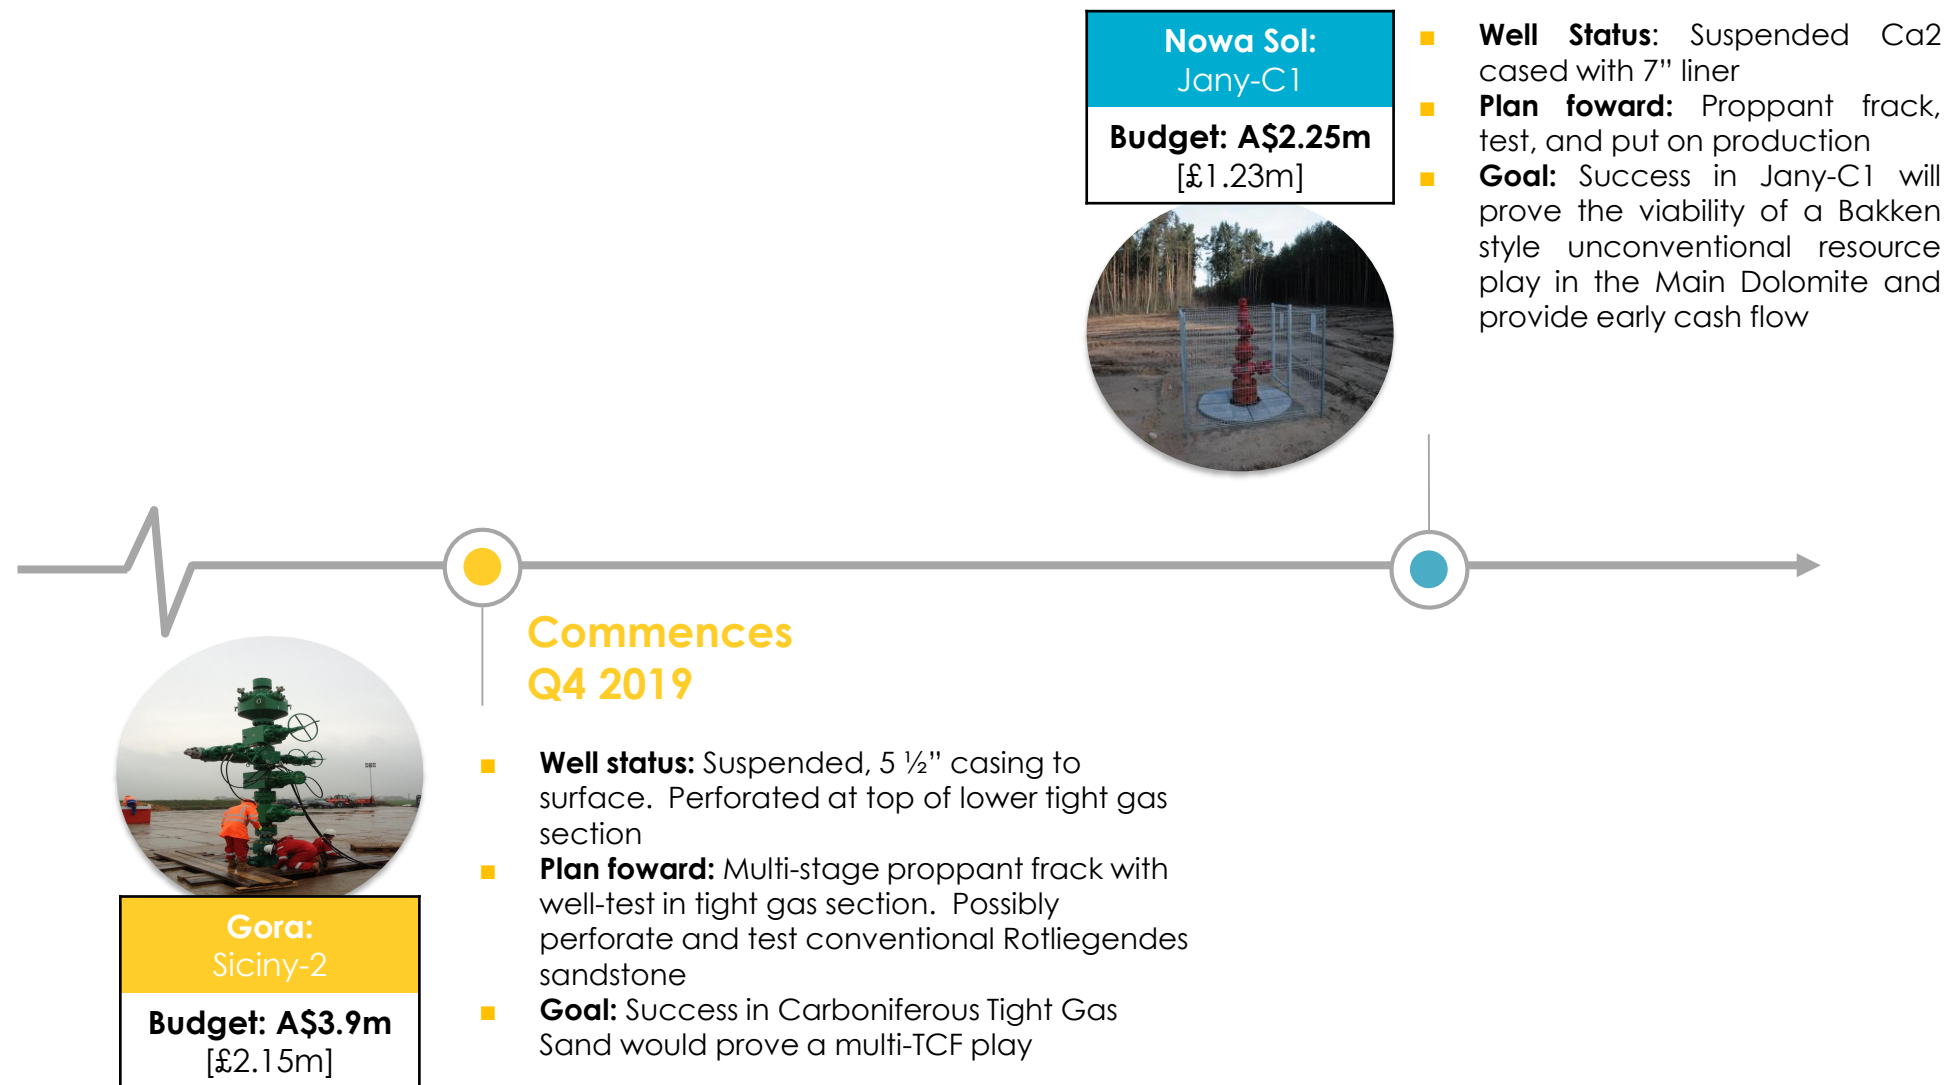 Nowa Sol:
Jany-C1
Budget: A$2.25m
[£1.23m]
■ Well Status: Suspended Ca2
cased with 7” liner
■ Plan foward: Proppant frack,
test, and put on production
■ Goal: Success in Jany-C1 will
prove the viability of a Bakken
style unconventional resource
play in the Main Dolomite and
provide early cash flow
Commences
Q4 2019
■ Well status: Suspended, 5 ½” casing to
surface. Perforated at top of lower tight gas
section
■ Plan foward: Multi-stage proppant frack with
well-test in tight gas section. Possibly
perforate and test conventional Rotliegendes
sandstone
■ Goal: Success in Carboniferous Tight Gas
Sand would prove a multi-TCF play
Gora:
Siciny-2
Budget: A$3.9m
[£2.15m]